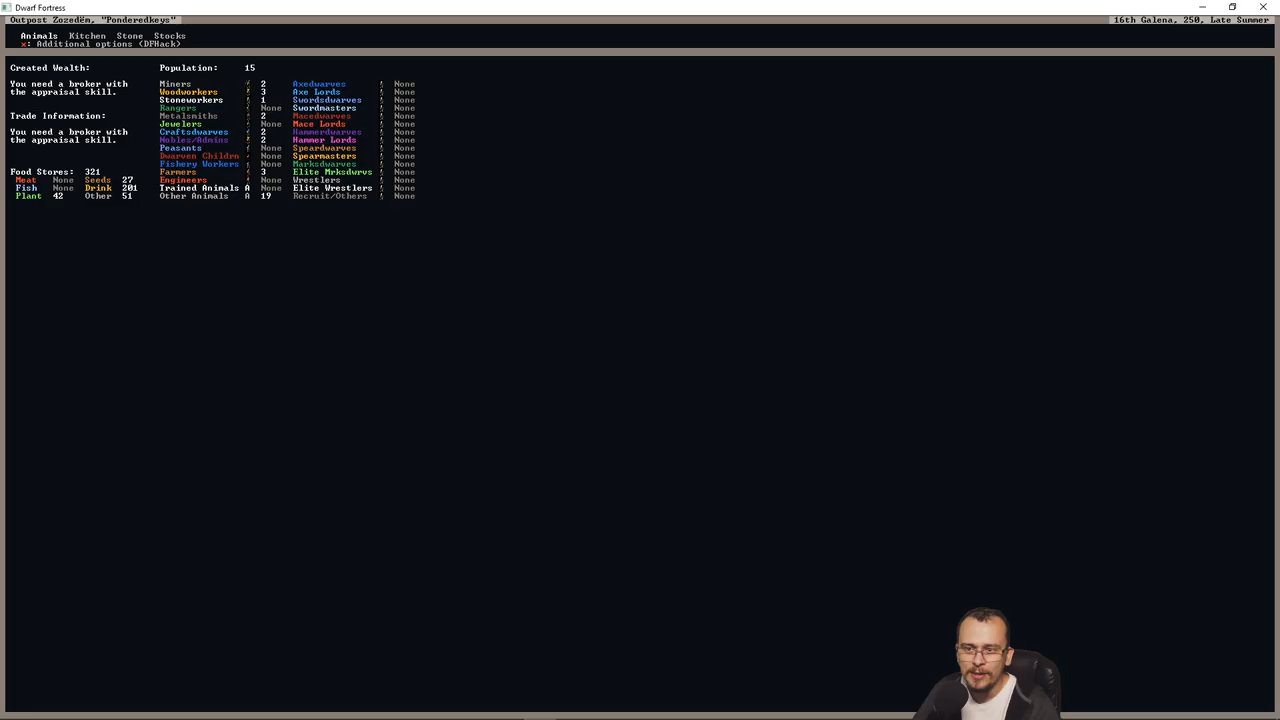 Dwarf Fortress
Outpost Zozedëm, "Ponderedkeys"
16th Galena, 250, Late Summer
Animals Kitchen Stone Stocks
x: Additional options (DFHack)
Created Wealth: Population: 15
You need a broker with Miners 2 Axedwarves None
the appraisal skill. Woodworkers 3 Axe Lords None
Stoneworkers 1 Swordsdwarves None
Rangers None Swordmasters None
Trade Information: Metalsmiths 2 Macedwarves None
Jewelers None Mace Lords None
You need a broker with Craftsdwarves 2 Hammerdwarves None
the appraisal skill. Nobles/Admins 2 Hammer Lords None
Peasants None Speardwarves None
Dwarven Childrn None Spearmasters None
Fishery Workers None Marksdwarves None
Food Stores: 321 Farmers 3 Elite Mrksdwrvs None
Meat None Seeds 27 Engineers None Wrestlers None
Fish None Drink 201 Trained Animals A None Elite Wrestlers None
Plant 42 Other 51 Other Animals A 19 Recruit/Others None